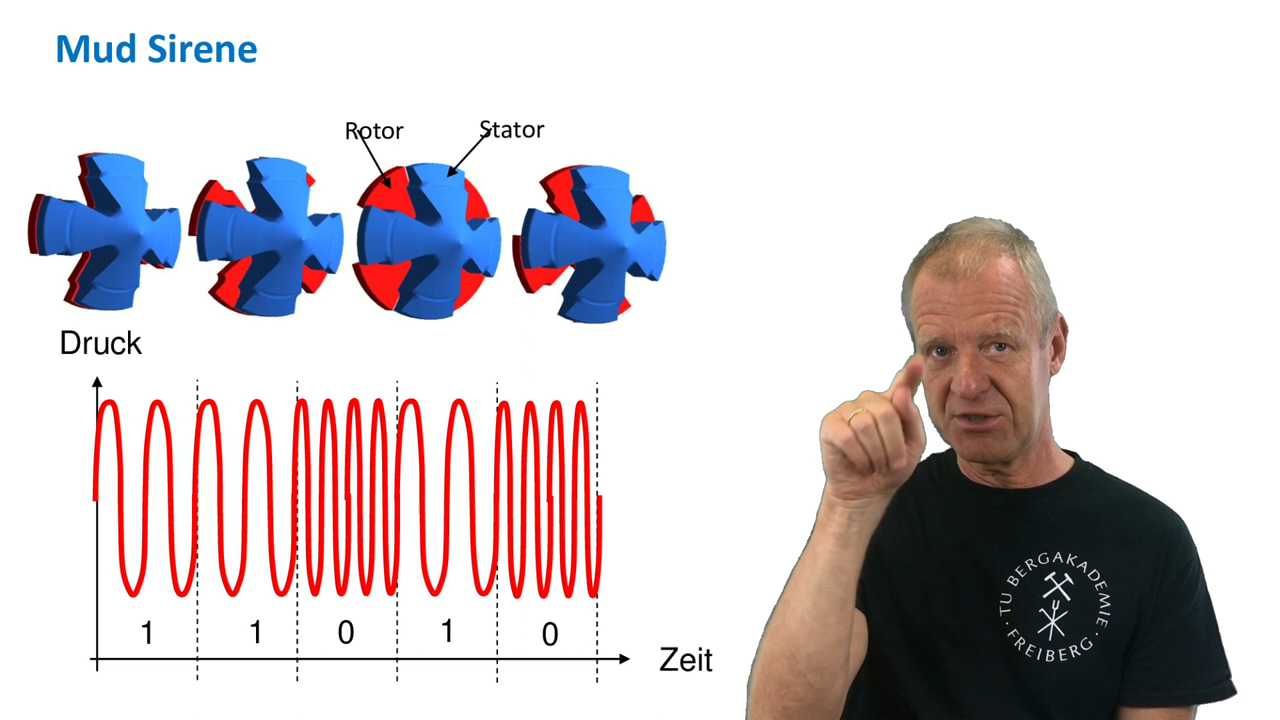 Mud Sirene
Rotor
Stator
Druck
1 1 0 1 0
Zeit
TU BERGAKADEMIE
· FREIBERG ·